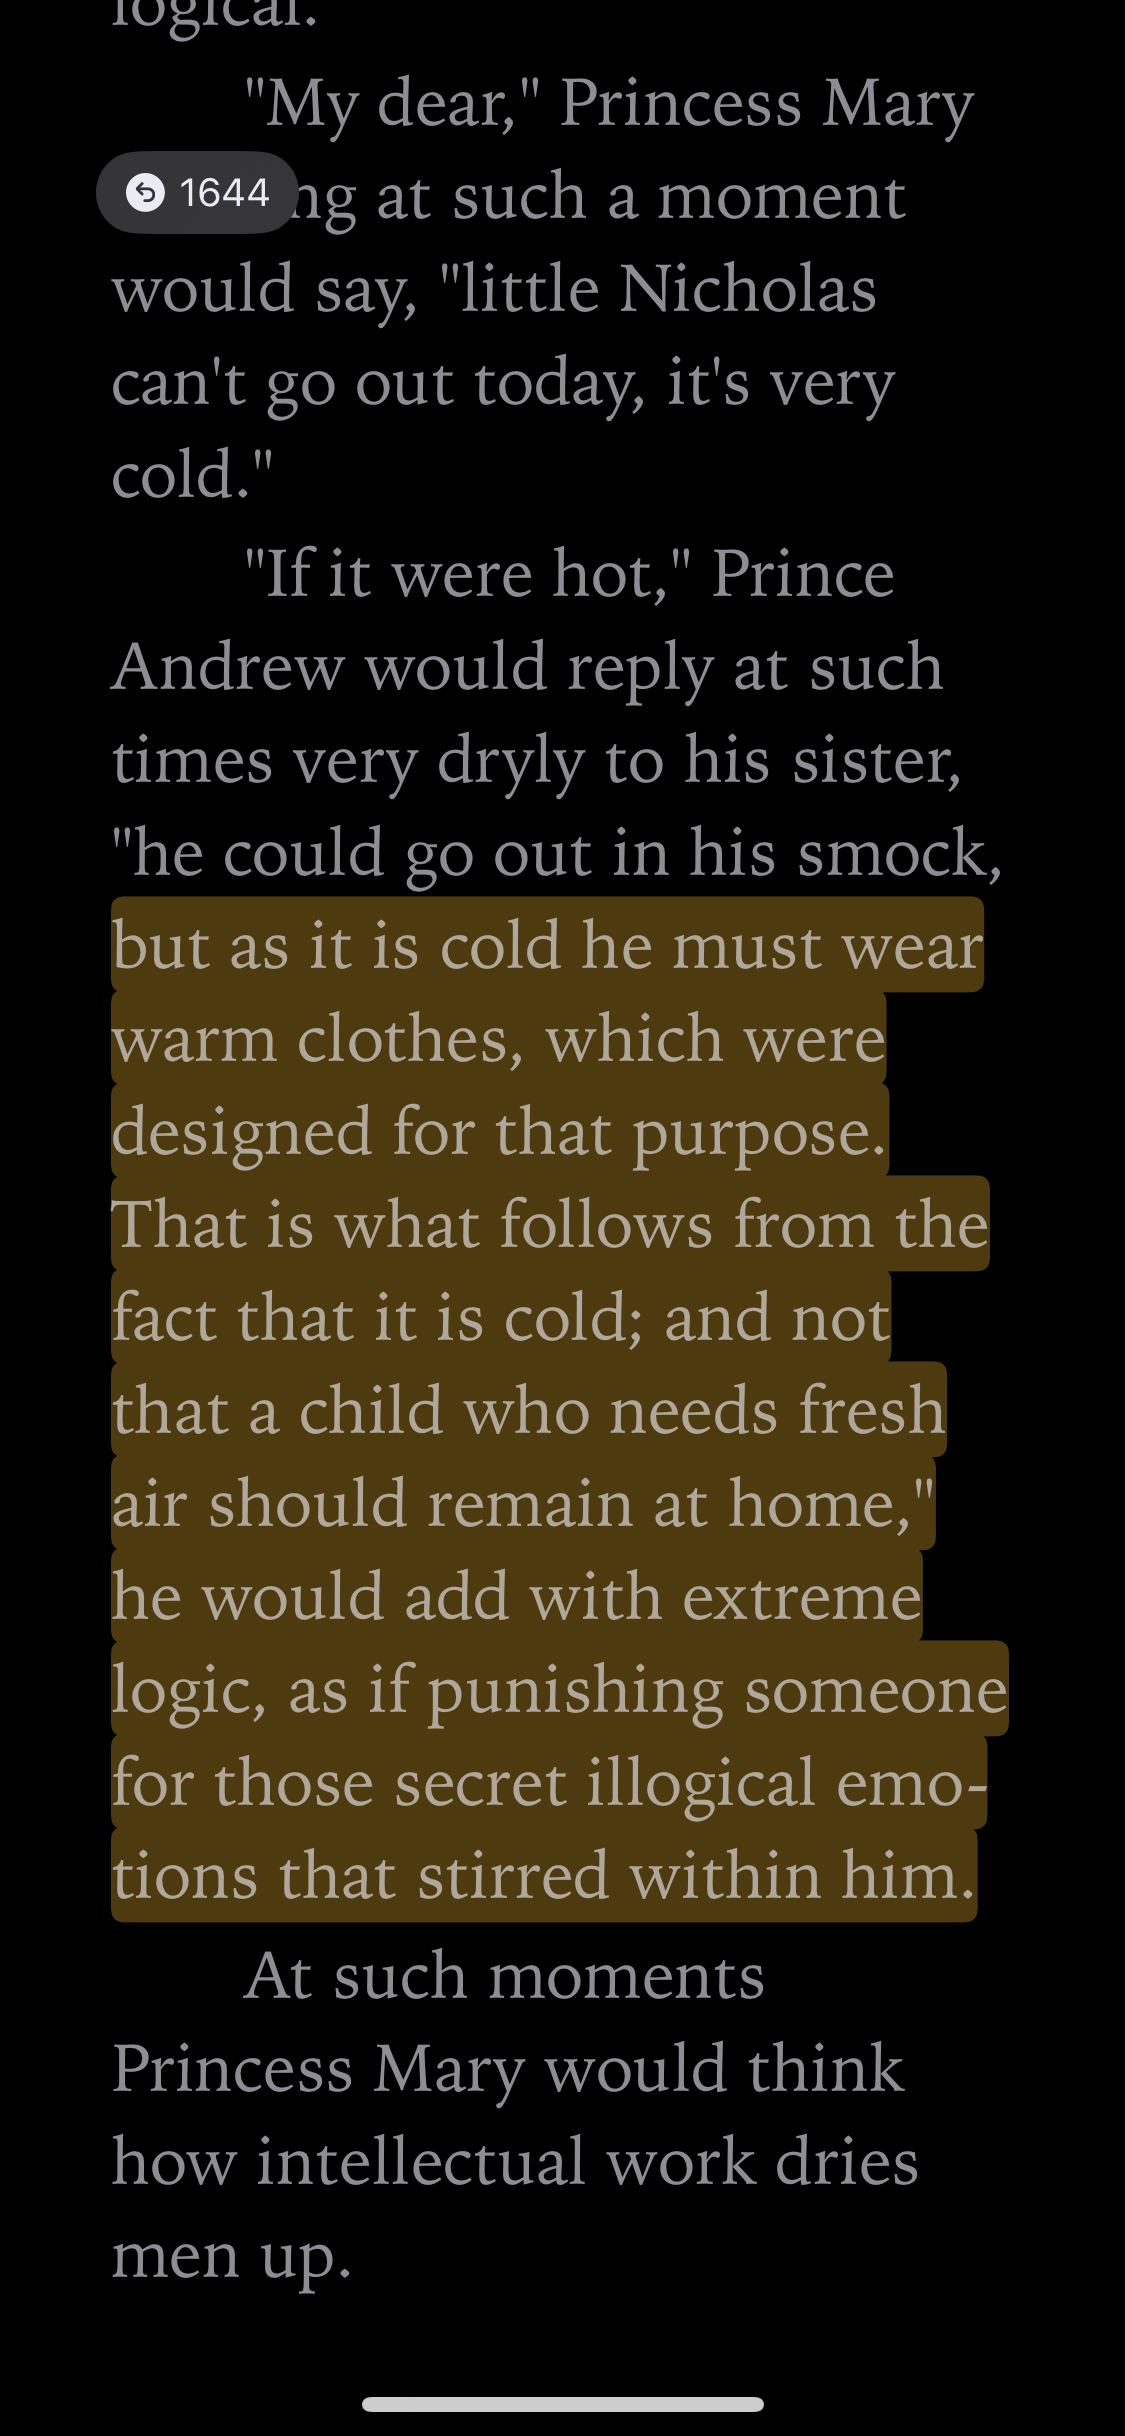 logical.
"My dear," Princess Mary
1644
ng at such a moment
would say, "little Nicholas
can't go out today, it's very
cold."
"If it were hot," Prince
Andrew would reply at such
times very dryly to his sister,
"he could go out in his smock,
but as it is cold he must wear
warm clothes, which were
designed for that purpose.
That is what follows from the
fact that it is cold; and not
that a child who needs fresh
air should remain at home,"
he would add with extreme
logic, as if punishing someone
for those secret illogical emo-
tions that stirred within him.
At such moments
Princess Mary would think
how intellectual work dries
men up.